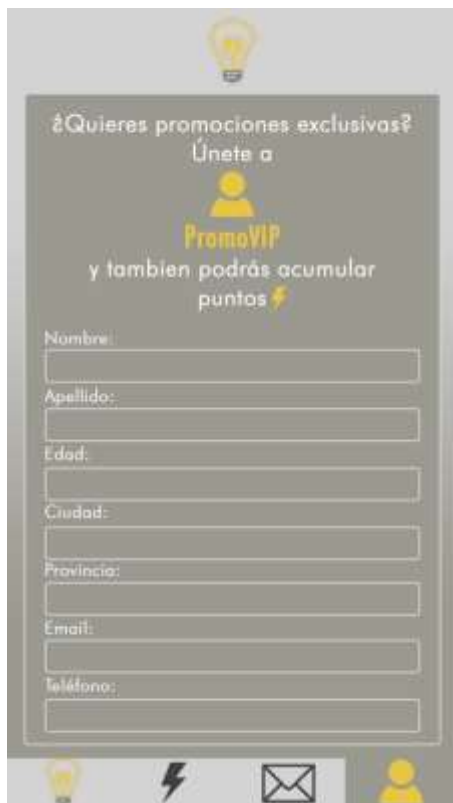 ¿Quieres promociones exclusivas?
Únete a
PromoVIP
y tambien podrás acumular
puntos
Nombre:
Apellido:
Edad:
Ciudad:
Provincia:
Email:
Teléfono: